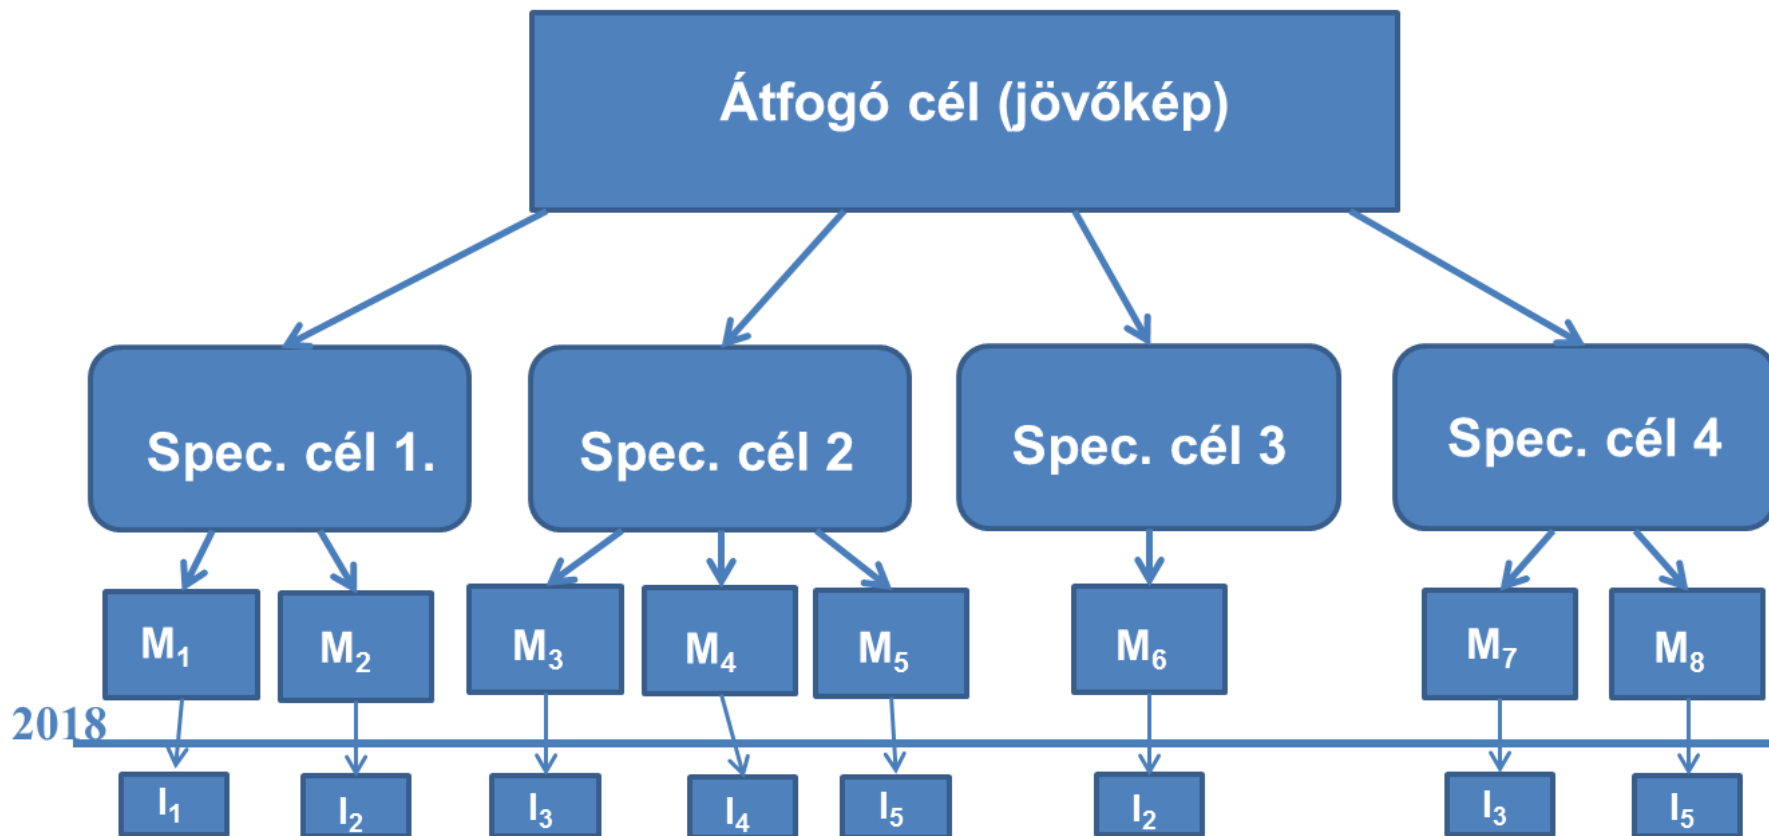 Átfogó cél (jövőkép)
Spec. cél 1.
Spec. cél 2
Spec. cél 3
Spec. cél 4
M₁
M₂
M₃
M₄
M₅
M₆
M₇
M₈
2018
I₁
I₂
I₃
I₄
I₅
I₂
I₃
I₅